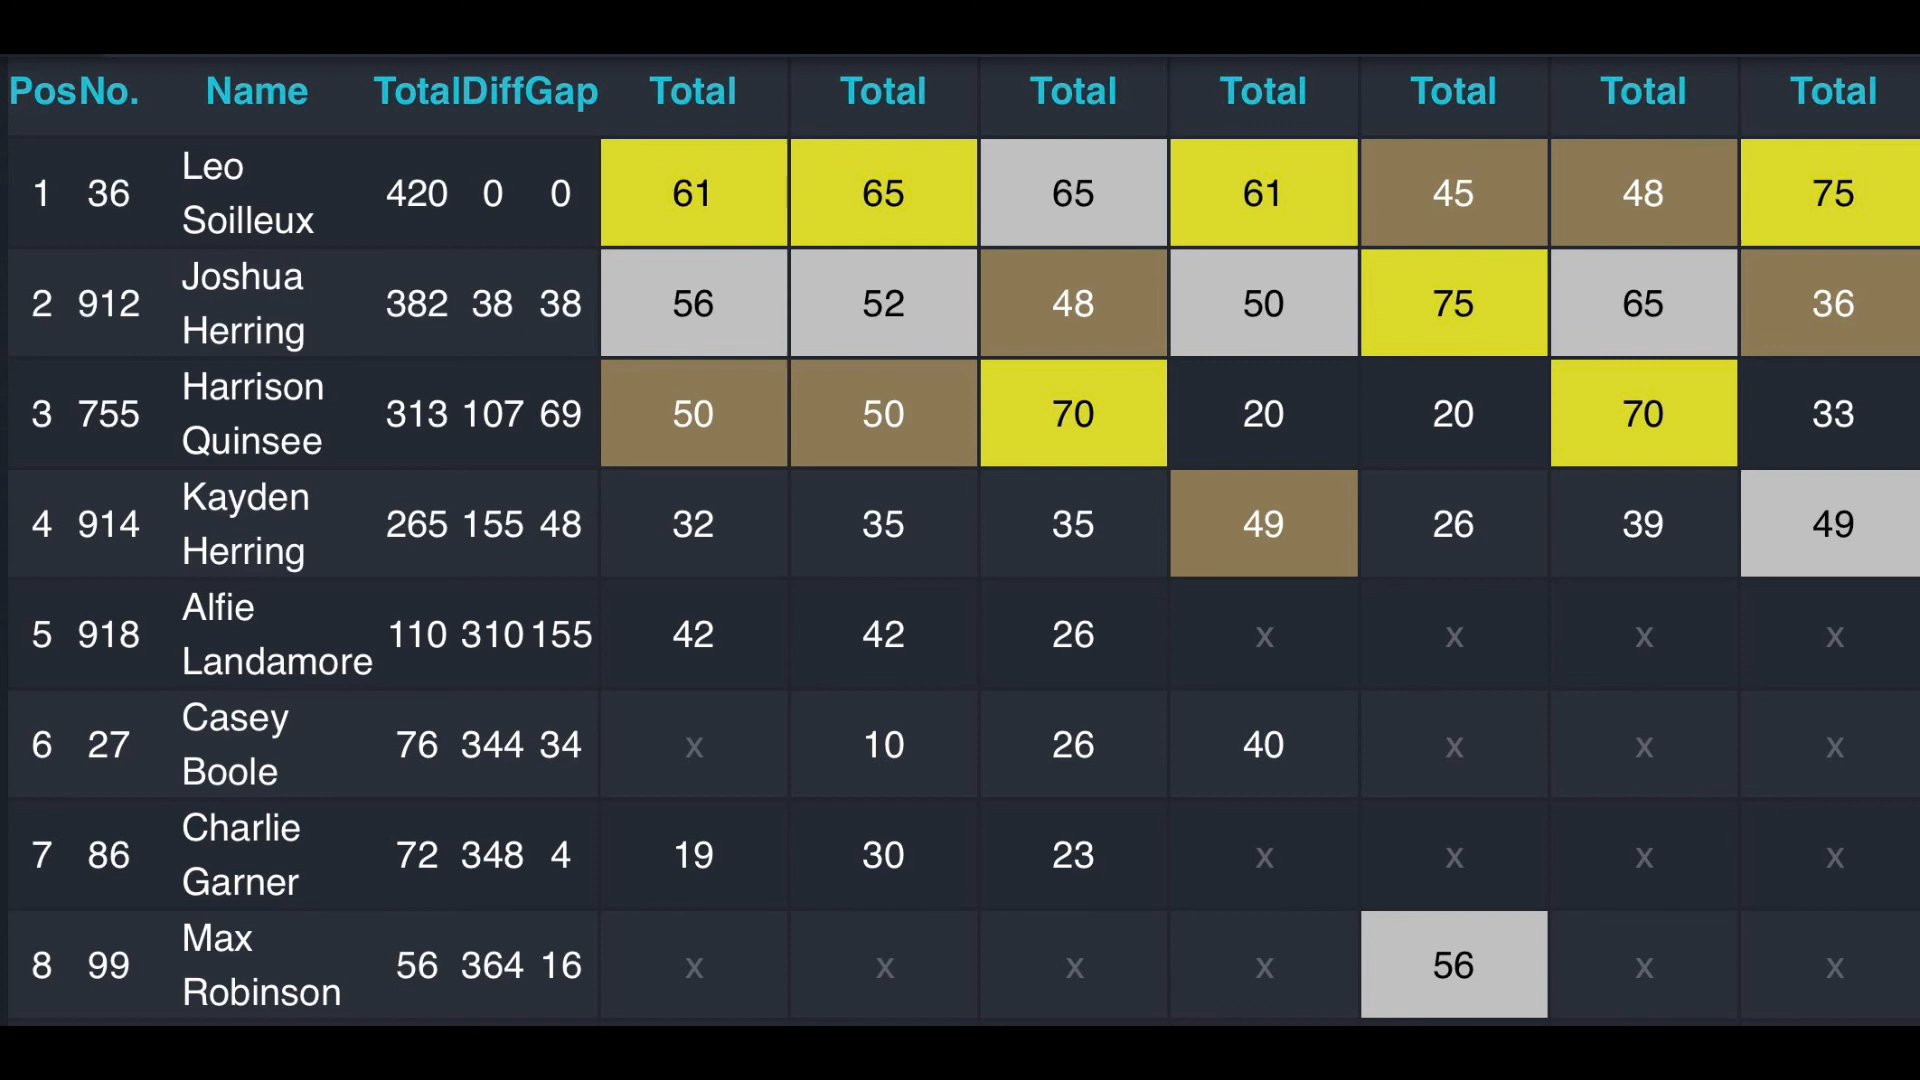 Pos No. Name Total Diff Gap Total Total Total Total Total Total Total
1 36 Leo Soilleux 420 0 0 61 65 65 61 45 48 75
2 912 Joshua Herring 382 38 38 56 52 48 50 75 65 36
3 755 Harrison Quinsee 313 107 69 50 50 70 20 20 70 33
4 914 Kayden Herring 265 155 48 32 35 35 49 26 39 49
5 918 Alfie Landamore 110 310 155 42 42 26 x x x x
6 27 Casey Boole 76 344 34 x 10 26 40 x x x
7 86 Charlie Garner 72 348 4 19 30 23 x x x x
8 99 Max Robinson 56 364 16 x x x x 56 x x